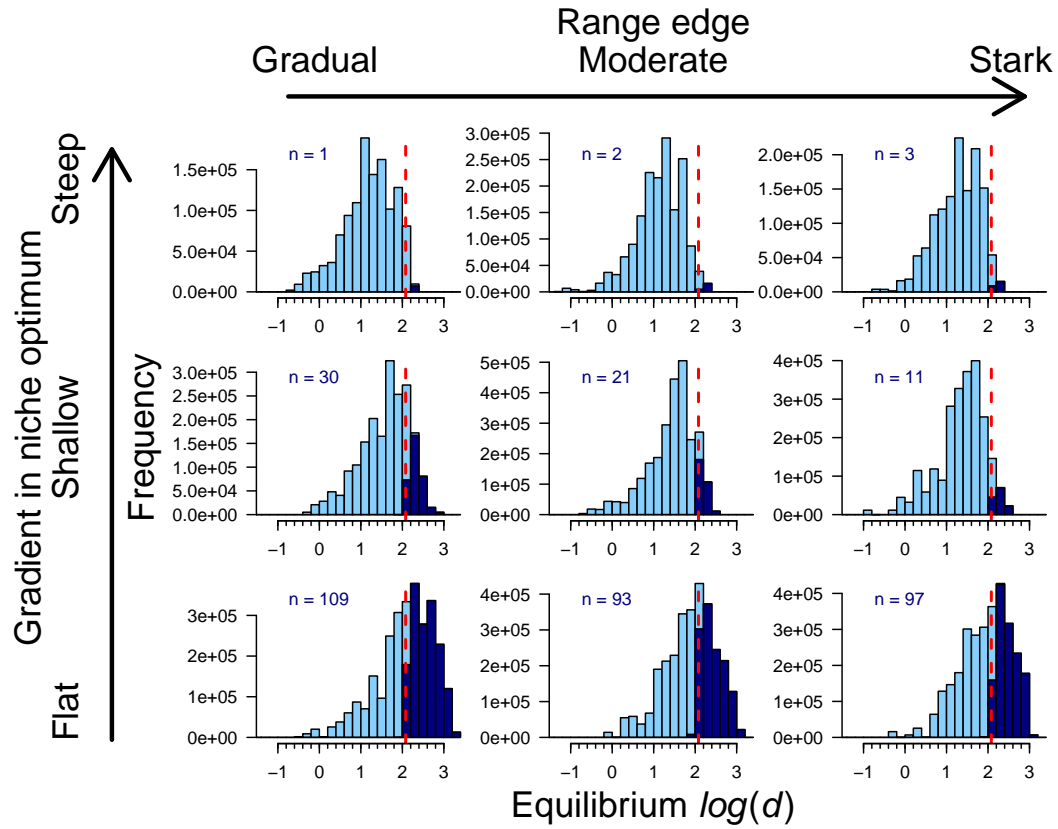 Range edge
Gradual Moderate Stark
Gradient in niche optimum
Steep
Shallow
Flat
Frequency
n = 1
1.5e+05
1.0e+05
5.0e+04
0.0e+00
−1 0 1 2 3
n = 2
3.0e+05
2.5e+05
2.0e+05
1.5e+05
1.0e+05
5.0e+04
0.0e+00
−1 0 1 2 3
n = 3
2.0e+05
1.5e+05
1.0e+05
5.0e+04
0.0e+00
−1 0 1 2 3
n = 30
3.0e+05
2.5e+05
2.0e+05
1.5e+05
1.0e+05
5.0e+04
0.0e+00
−1 0 1 2 3
n = 21
5e+05
4e+05
3e+05
2e+05
1e+05
0e+00
−1 0 1 2 3
n = 11
4e+05
3e+05
2e+05
1e+05
0e+00
−1 0 1 2 3
n = 109
3e+05
2e+05
1e+05
0e+00
−1 0 1 2 3
n = 93
4e+05
3e+05
2e+05
1e+05
0e+00
−1 0 1 2 3
n = 97
4e+05
3e+05
2e+05
1e+05
0e+00
−1 0 1 2 3
Equilibrium log(d)